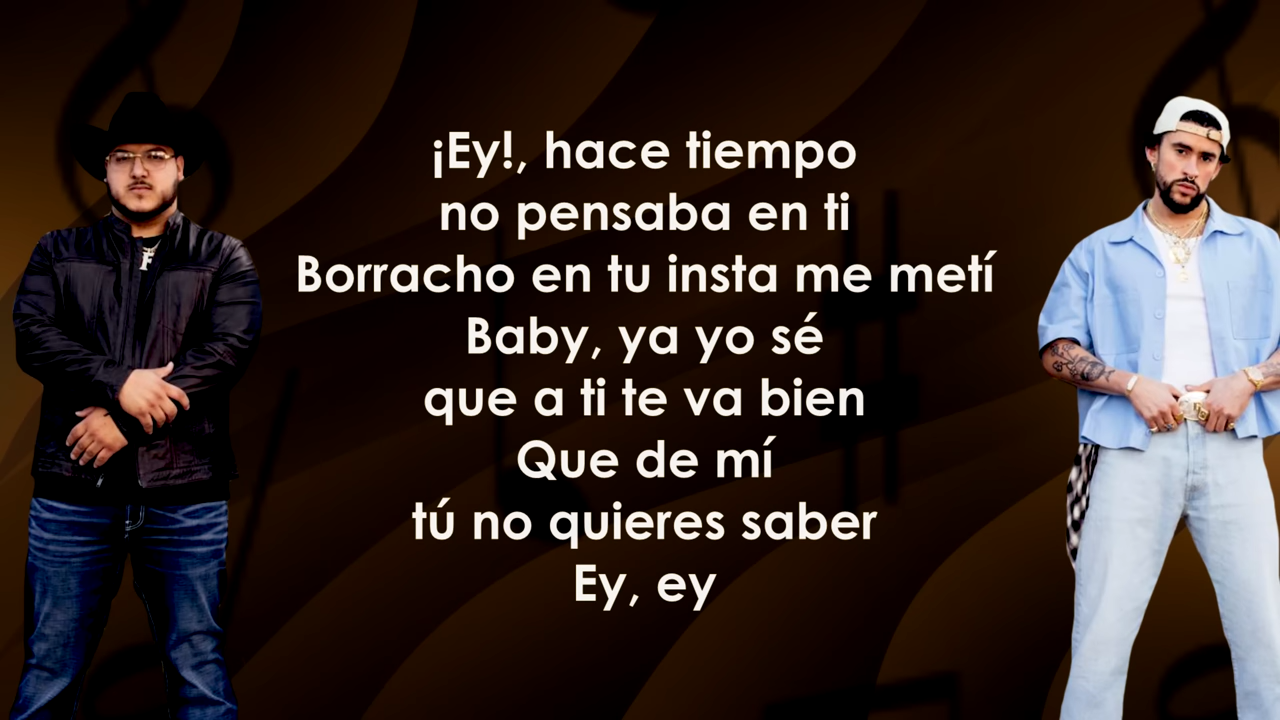 ¡Ey!, hace tiempo
no pensaba en ti
Borracho en tu insta me metí
Baby, ya yo sé
que a ti te va bien
Que de mí
tú no quieres saber
Ey, ey
F